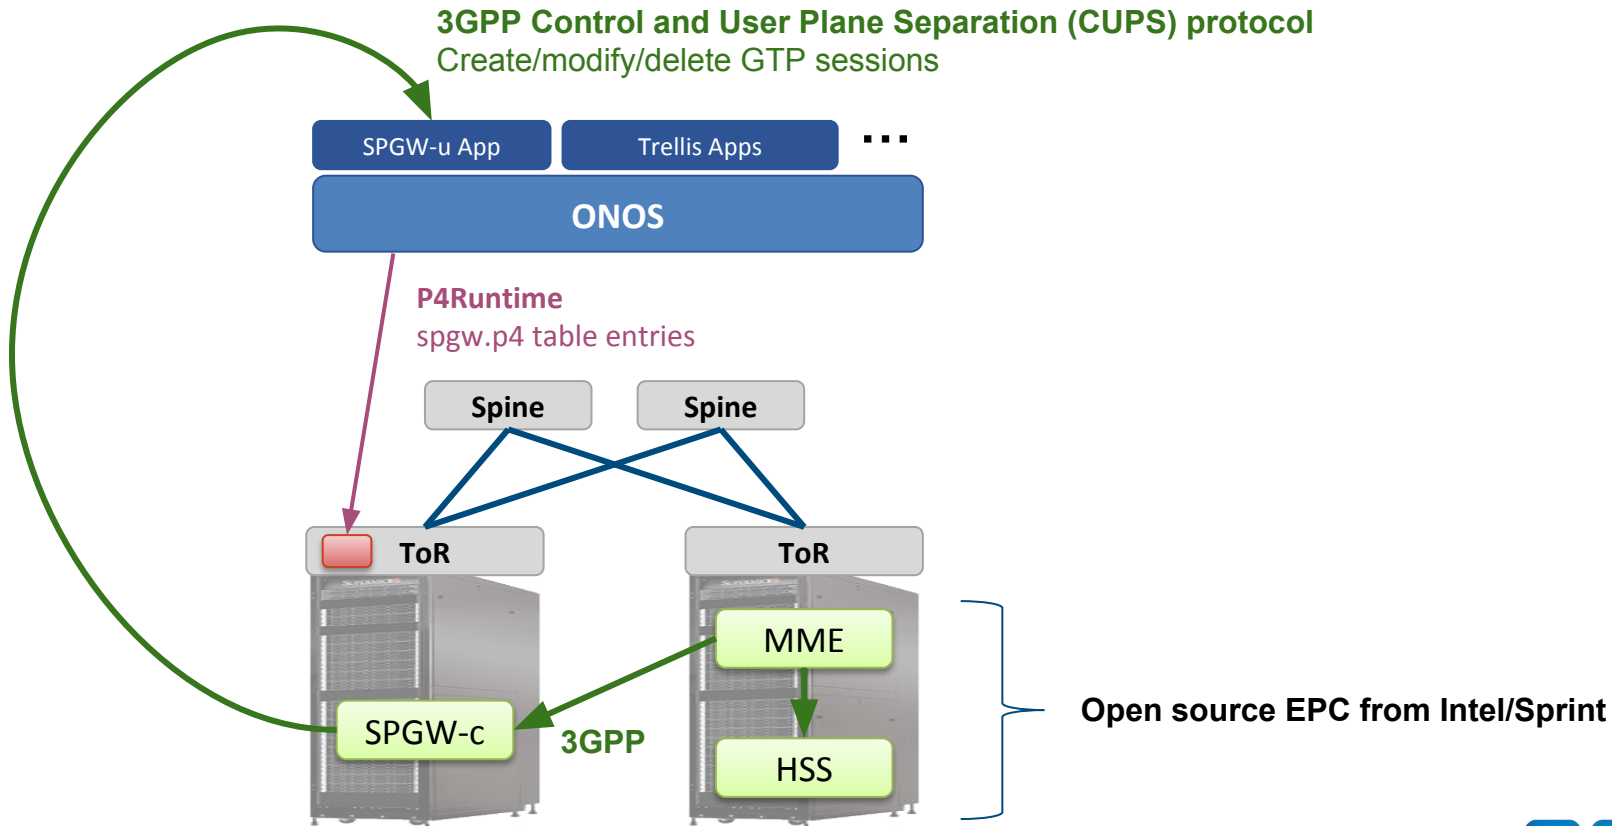 3GPP Control and User Plane Separation (CUPS) protocol
Create/modify/delete GTP sessions
SPGW-u App
Trellis Apps
...
ONOS
P4Runtime
spgw.p4 table entries
Spine
Spine
ToR
ToR
MME
SPGW-c
3GPP
HSS
Open source EPC from Intel/Sprint